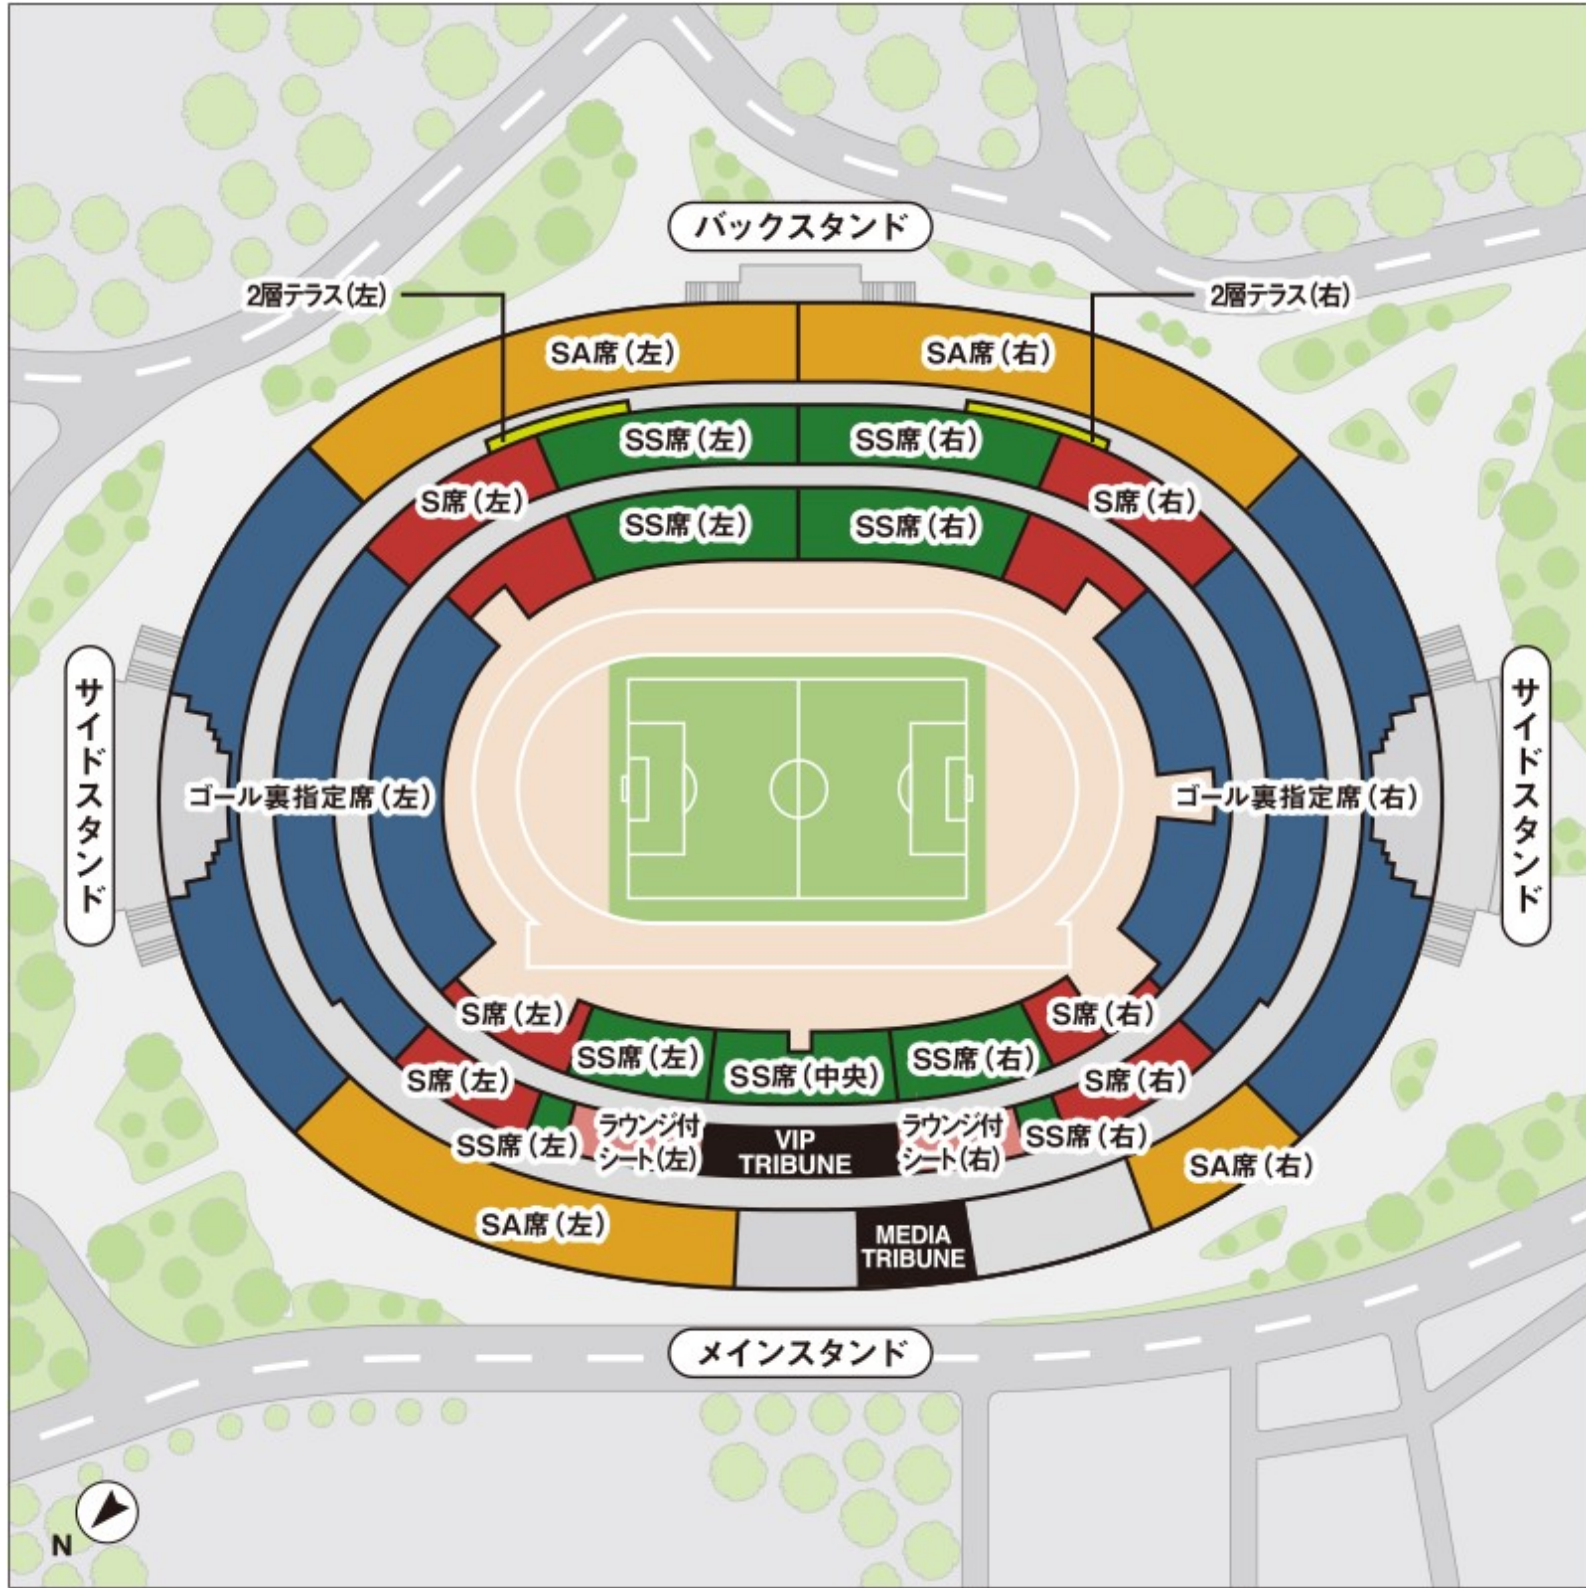 バックスタンド
2層テラス(左)
2層テラス(右)
SA席(左)
SA席(右)
SS席(左)
SS席(右)
S席(左)
S席(右)
SS席(左)
SS席(右)
サイドスタンド
サイドスタンド
ゴール裏指定席(左)
ゴール裏指定席(右)
S席(左)
S席(右)
SS席(左)
SS席(中央)
SS席(右)
S席(左)
S席(右)
SS席(左)
ラウンジ付
シート(左)
VIP
TRIBUNE
ラウンジ付
シート(右)
SS席(右)
SA席(右)
SA席(左)
MEDIA
TRIBUNE
メインスタンド
N